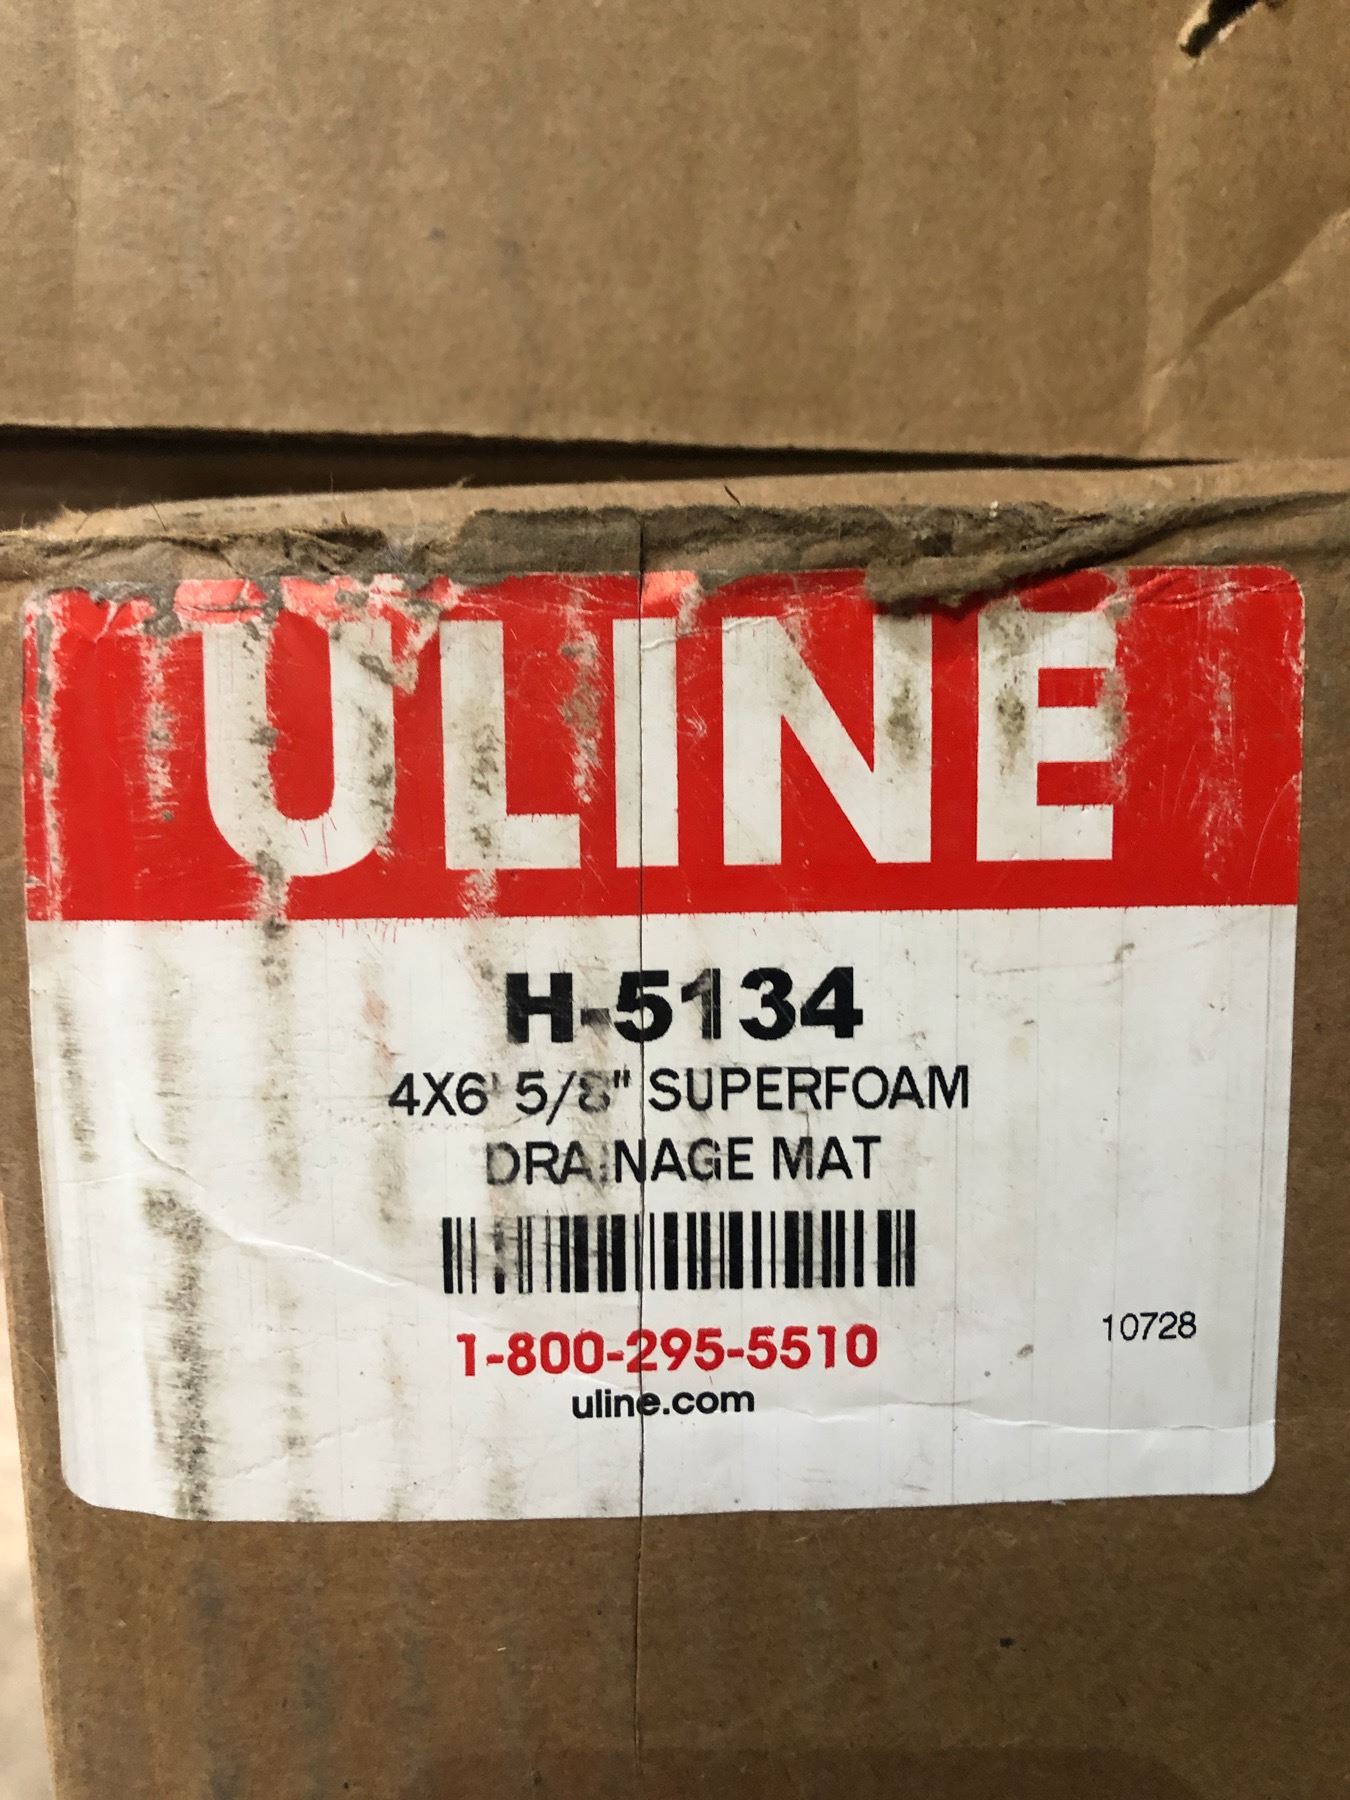 ULINE
H-5134
4X6' 5/8" SUPERFOAM
DRAINAGE MAT
1-800-295-5510
10728
uline.com